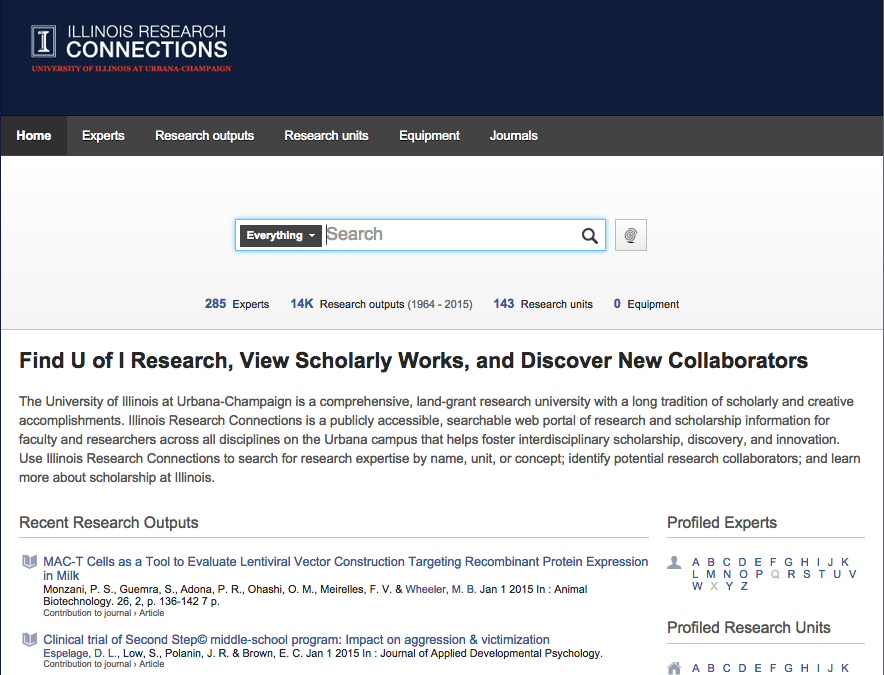 ILLINOIS RESEARCH
CONNECTIONS
UNIVERSITY OF ILLINOIS AT URBANA-CHAMPAIGN
Home Experts Research outputs Research units Equipment Journals
Everything Search
285 Experts 14K Research outputs (1964 - 2015) 143 Research units 0 Equipment
Find U of I Research, View Scholarly Works, and Discover New Collaborators
The University of Illinois at Urbana-Champaign is a comprehensive, land-grant research university with a long tradition of scholarly and creative
accomplishments. Illinois Research Connections is a publicly accessible, searchable web portal of research and scholarship information for
faculty and researchers across all disciplines on the Urbana campus that helps foster interdisciplinary scholarship, discovery, and innovation.
Use Illinois Research Connections to search for research expertise by name, unit, or concept; identify potential research collaborators; and learn
more about scholarship at Illinois.
Recent Research Outputs
MAC-T Cells as a Tool to Evaluate Lentiviral Vector Construction Targeting Recombinant Protein Expression
in Milk
Monzani, P. S., Guemra, S., Adona, P. R., Ohashi, O. M., Meirelles, F. V. & Wheeler, M. B. Jan 1 2015 In : Animal
Biotechnology. 26, 2, p. 136-142 7 p.
Contribution to journal › Article
Clinical trial of Second Step© middle-school program: Impact on aggression & victimization
Espelage, D. L., Low, S., Polanin, J. R. & Brown, E. C. Jan 1 2015 In : Journal of Applied Developmental Psychology.
Contribution to journal › Article
Profiled Experts
A B C D E F G H I J K
L M N O P Q R S T U V
W X Y Z
Profiled Research Units
A B C D E F G H I J K